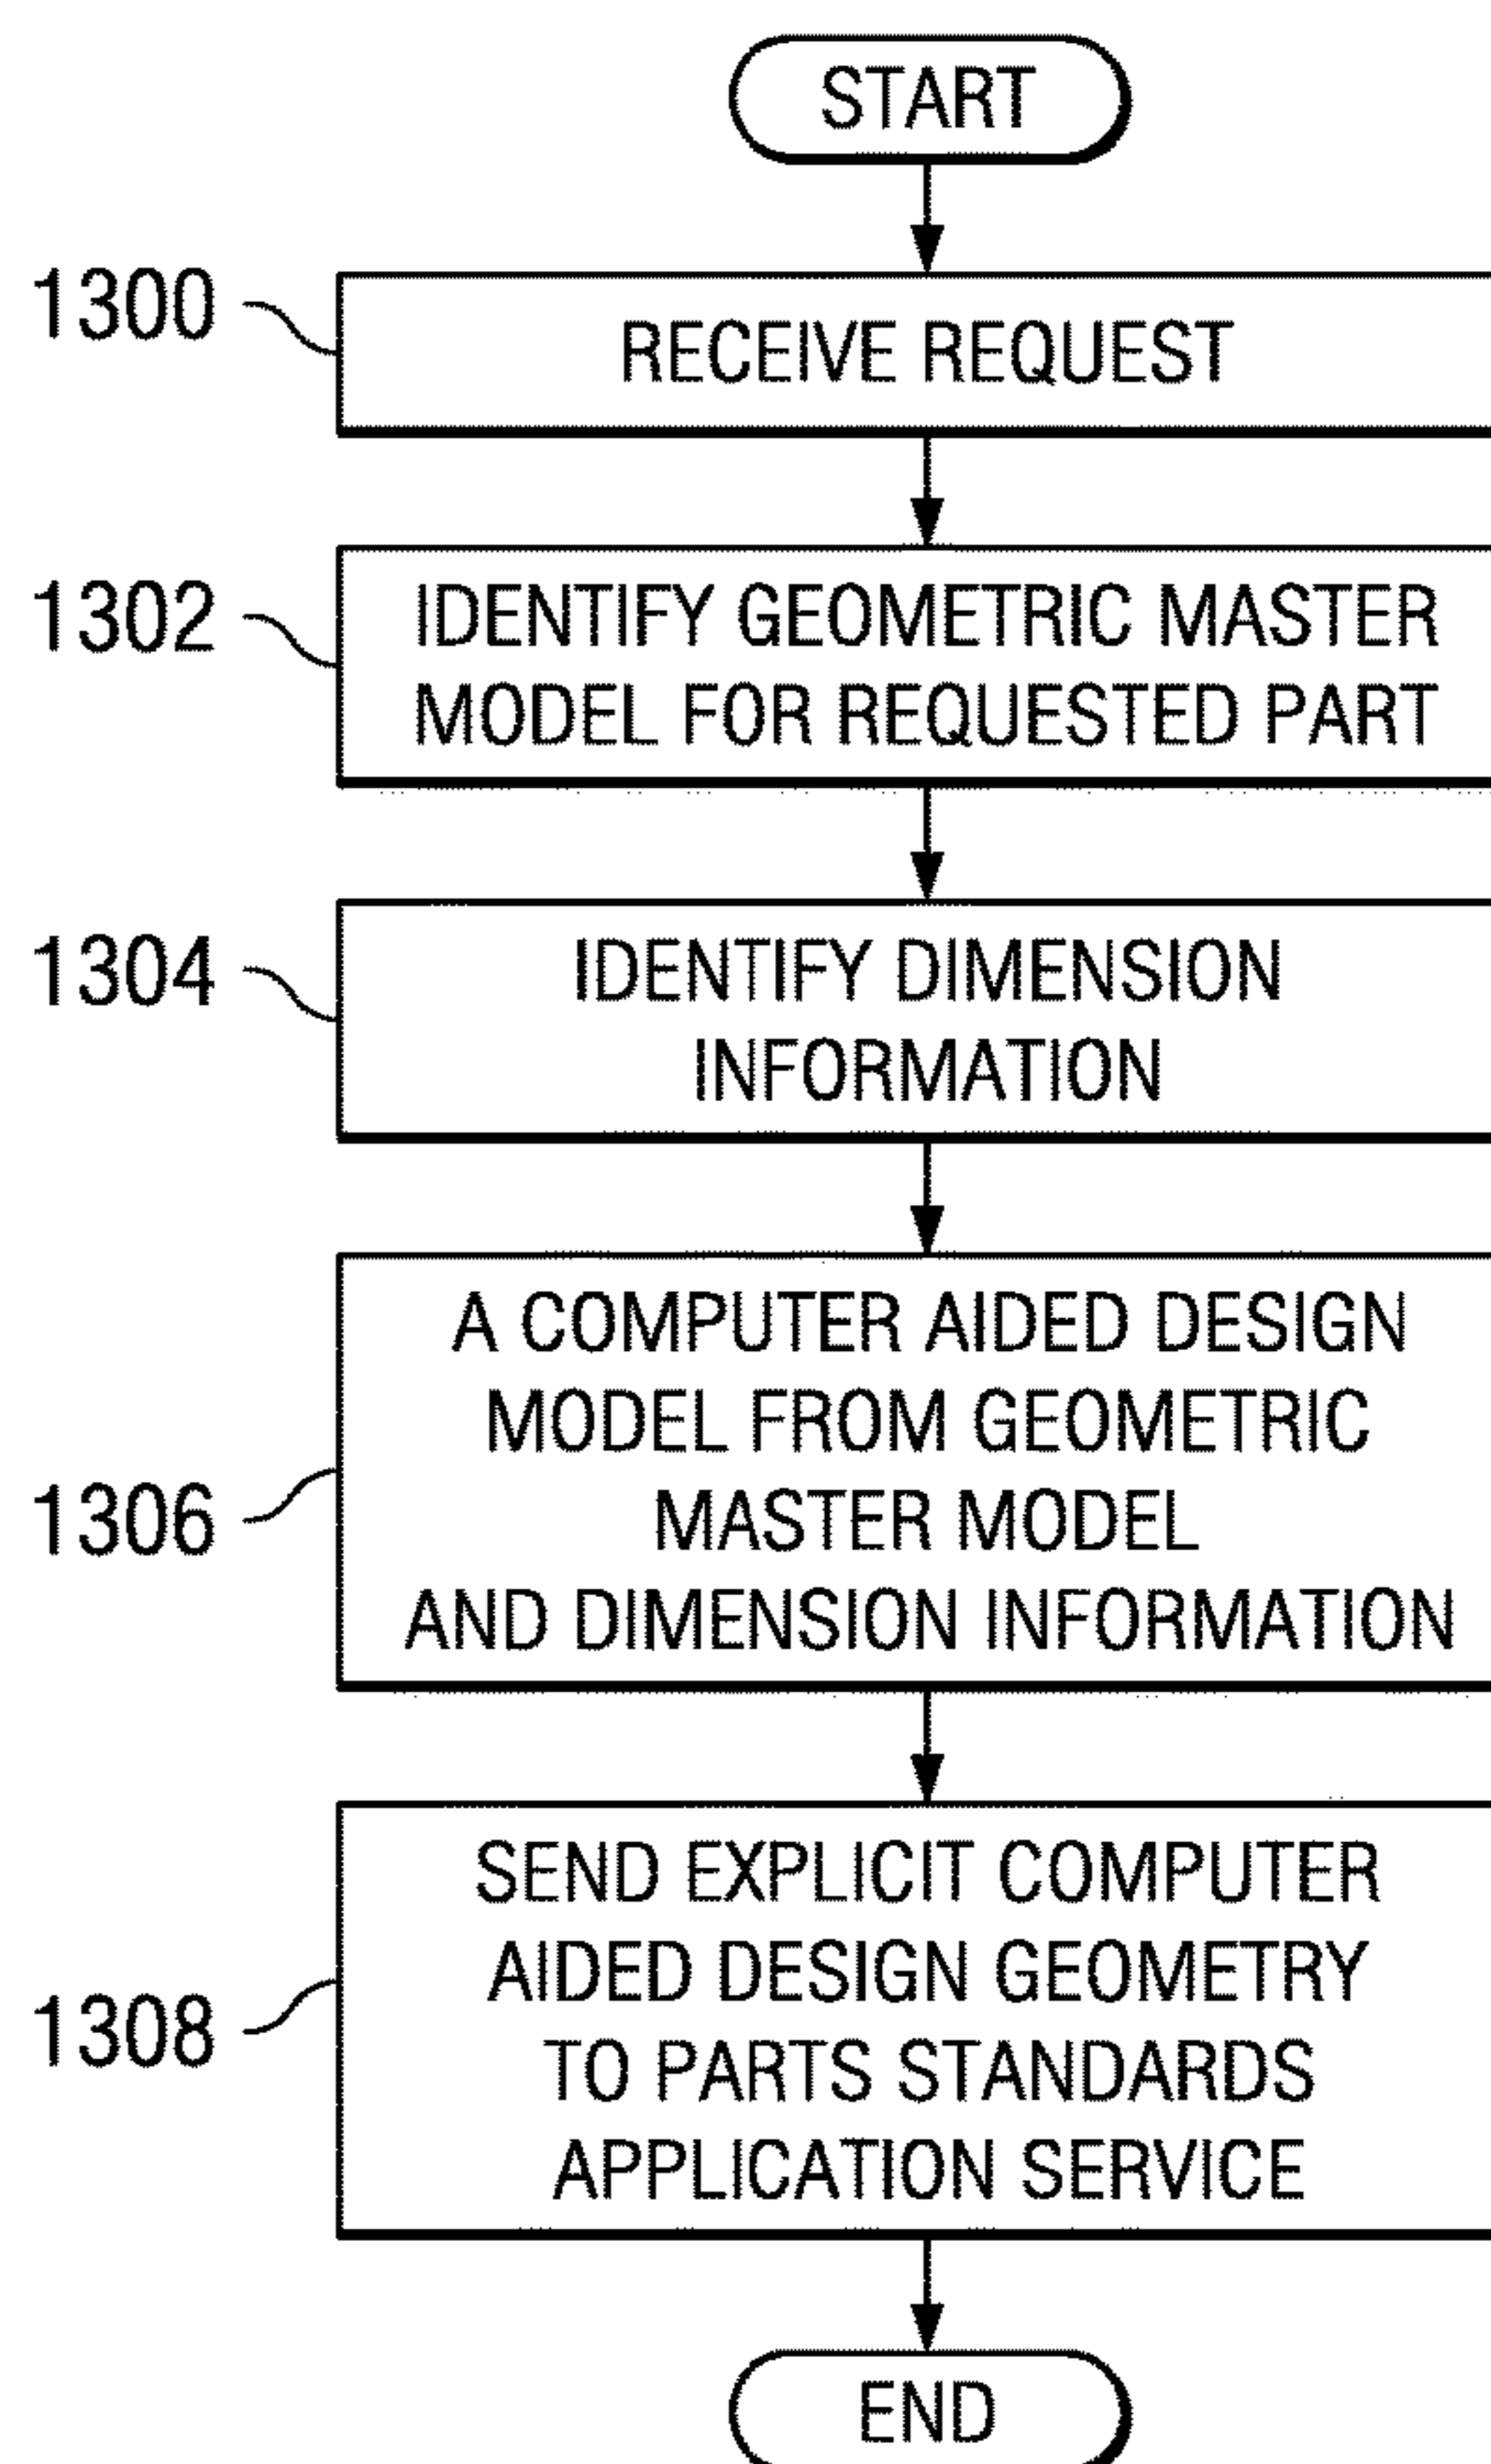 START
1300
RECEIVE REQUEST
1302
IDENTIFY GEOMETRIC MASTER
MODEL FOR REQUESTED PART
1304
IDENTIFY DIMENSION
INFORMATION
1306
A COMPUTER AIDED DESIGN
MODEL FROM GEOMETRIC
MASTER MODEL
AND DIMENSION INFORMATION
1308
SEND EXPLICIT COMPUTER
AIDED DESIGN GEOMETRY
TO PARTS STANDARDS
APPLICATION SERVICE
END